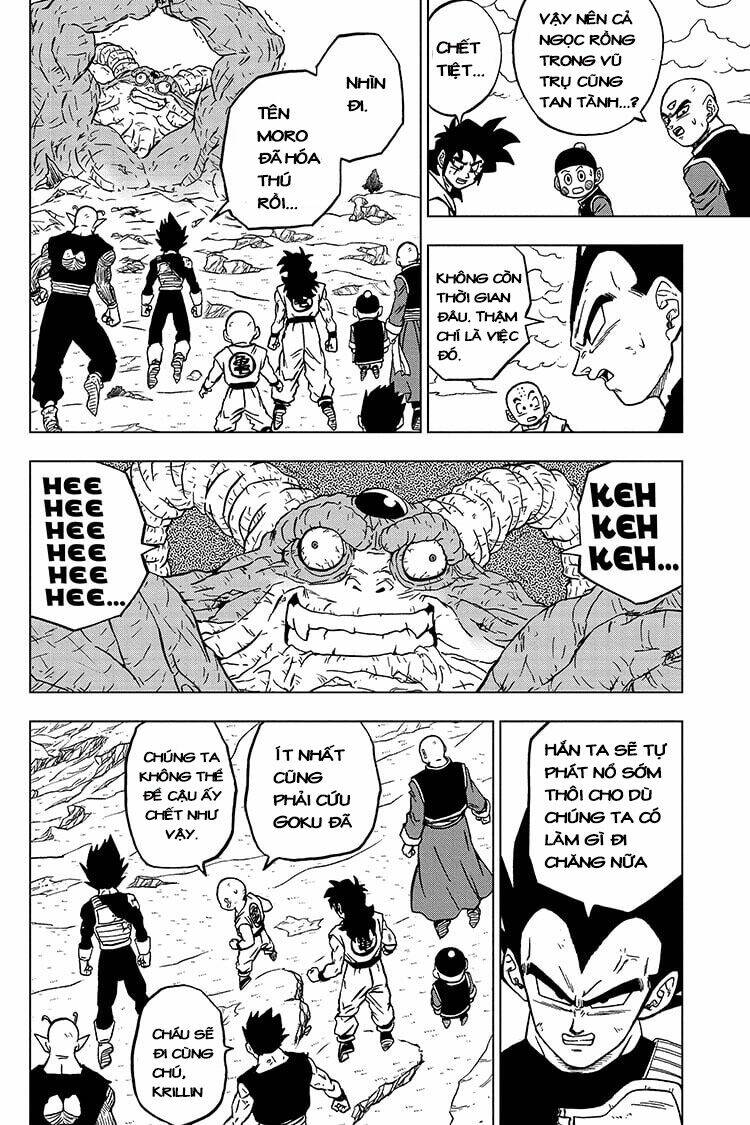 VẬY NÊN CẢ
NGỌC RỒNG
TRONG VŨ
TRỤ CŨNG
TAN TÀNH...?
CHẾT
TIỆT...
NHÌN
ĐI.
TÊN
MORO
ĐÃ HÓA
THÚ
RỒI...
KHÔNG CÒN
THỜI GIAN
ĐÂU. THẬM
CHÍ LÀ VIỆC
ĐÓ.
KEH
KEH
KEH...
HEE
HEE
HEE
HEE
HEE
HEE...
HẮN TA SẼ TỰ
PHÁT NỔ SỚM
THÔI CHO DÙ
CHÚNG TA CÓ
LÀM GÌ ĐI
CHĂNG NỮA
ÍT NHẤT
CŨNG
PHẢI CỨU
GOKU ĐÃ
CHÚNG TA
KHÔNG THỂ
ĐỂ CẬU ẤY
CHẾT NHƯ
VẬY.
CHÁU SẼ
ĐI CÙNG
CHÚ,
KRILLIN
龜